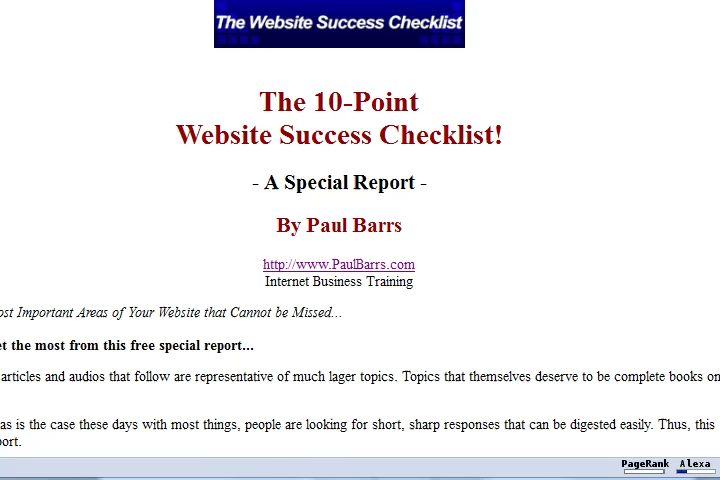 The Website Success Checklist
The 10-Point
Website Success Checklist!
- A Special Report -
By Paul Barrs
http://www.PaulBarrs.com
Internet Business Training
ost Important Areas of Your Website that Cannot be Missed...
et the most from this free special report...
articles and audios that follow are representative of much lager topics. Topics that themselves deserve to be complete books on
as is the case these days with most things, people are looking for short, sharp responses that can be digested easily. Thus, this
port.
PageRank Alexa